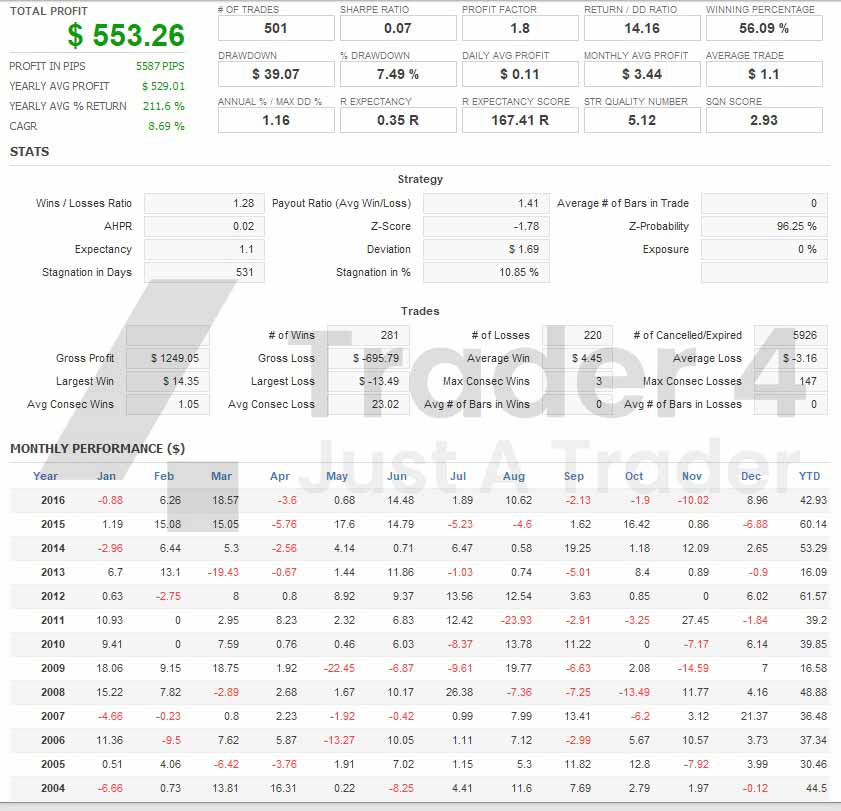 TOTAL PROFIT
$ 553.26
PROFIT IN PIPS 5587 PIPS
YEARLY AVG PROFIT $ 529.01
YEARLY AVG % RETURN 211.6 %
CAGR 8.69 %
# OF TRADES SHARPE RATIO PROFIT FACTOR RETURN / DD RATIO WINNING PERCENTAGE
501 0.07 1.8 14.16 56.09 %
DRAWDOWN % DRAWDOWN DAILY AVG PROFIT MONTHLY AVG PROFIT AVERAGE TRADE
$ 39.07 7.49 % $ 0.11 $ 3.44 $ 1.1
ANNUAL % / MAX DD % R EXPECTANCY R EXPECTANCY SCORE STR QUALITY NUMBER SQN SCORE
1.16 0.35 R 167.41 R 5.12 2.93
STATS
Strategy
Wins / Losses Ratio 1.28 Payout Ratio (Avg Win/Loss) 1.41 Average # of Bars in Trade 0
AHPR 0.02 Z-Score -1.78 Z-Probability 96.25 %
Expectancy 1.1 Deviation $ 1.69 Exposure 0 %
Stagnation in Days 531 Stagnation in % 10.85 %
Trades
# of Wins 281 # of Losses 220 # of Cancelled/Expired 5926
Gross Profit $ 1249.05 Gross Loss $ -695.79 Average Win $ 4.45 Average Loss $ -3.16
Largest Win $ 14.35 Largest Loss $ -13.49 Max Consec Wins 3 Max Consec Losses 147
Avg Consec Wins 1.05 Avg Consec Loss 23.02 Avg # of Bars in Wins 0 Avg # of Bars in Losses 0
Trader 4
Just A Trader
MONTHLY PERFORMANCE ($)
Year Jan Feb Mar Apr May Jun Jul Aug Sep Oct Nov Dec YTD
2016 -0.88 6.26 18.57 -3.6 0.68 14.48 1.89 10.62 -2.13 -1.9 -10.02 8.96 42.93
2015 1.19 15.08 15.05 -5.76 17.6 14.79 -5.23 -4.6 1.62 16.42 0.86 -6.88 60.14
2014 -2.96 6.44 5.3 -2.56 4.14 0.71 6.47 0.58 19.25 1.18 12.09 2.65 53.29
2013 6.7 13.1 -19.43 -0.67 1.44 11.86 -1.03 0.74 -5.01 8.4 0.89 -0.9 16.09
2012 0.63 -2.75 8 0.8 8.92 9.37 13.56 12.54 3.63 0.85 0 6.02 61.57
2011 10.93 0 2.95 8.23 2.32 6.83 12.42 -23.93 -2.91 -3.25 27.45 -1.84 39.2
2010 9.41 0 7.59 0.76 0.46 6.03 -8.37 13.78 11.22 0 -7.17 6.14 39.85
2009 18.06 9.15 18.75 1.92 -22.45 -6.87 -9.61 19.77 -6.63 2.08 -14.59 7 16.58
2008 15.22 7.82 -2.89 2.68 1.67 10.17 26.38 -7.36 -7.25 -13.49 11.77 4.16 48.88
2007 -4.66 -0.23 0.8 2.23 -1.92 -0.42 0.99 7.99 13.41 -6.2 3.12 21.37 36.48
2006 11.36 -9.5 7.62 5.87 -13.27 10.05 1.11 7.12 -2.99 5.67 10.57 3.73 37.34
2005 0.51 4.06 -6.42 -3.76 1.91 7.02 1.15 5.3 11.82 12.8 -7.92 3.99 30.46
2004 -6.66 0.73 13.81 16.31 0.22 -8.25 4.41 11.6 7.69 2.79 1.97 -0.12 44.5